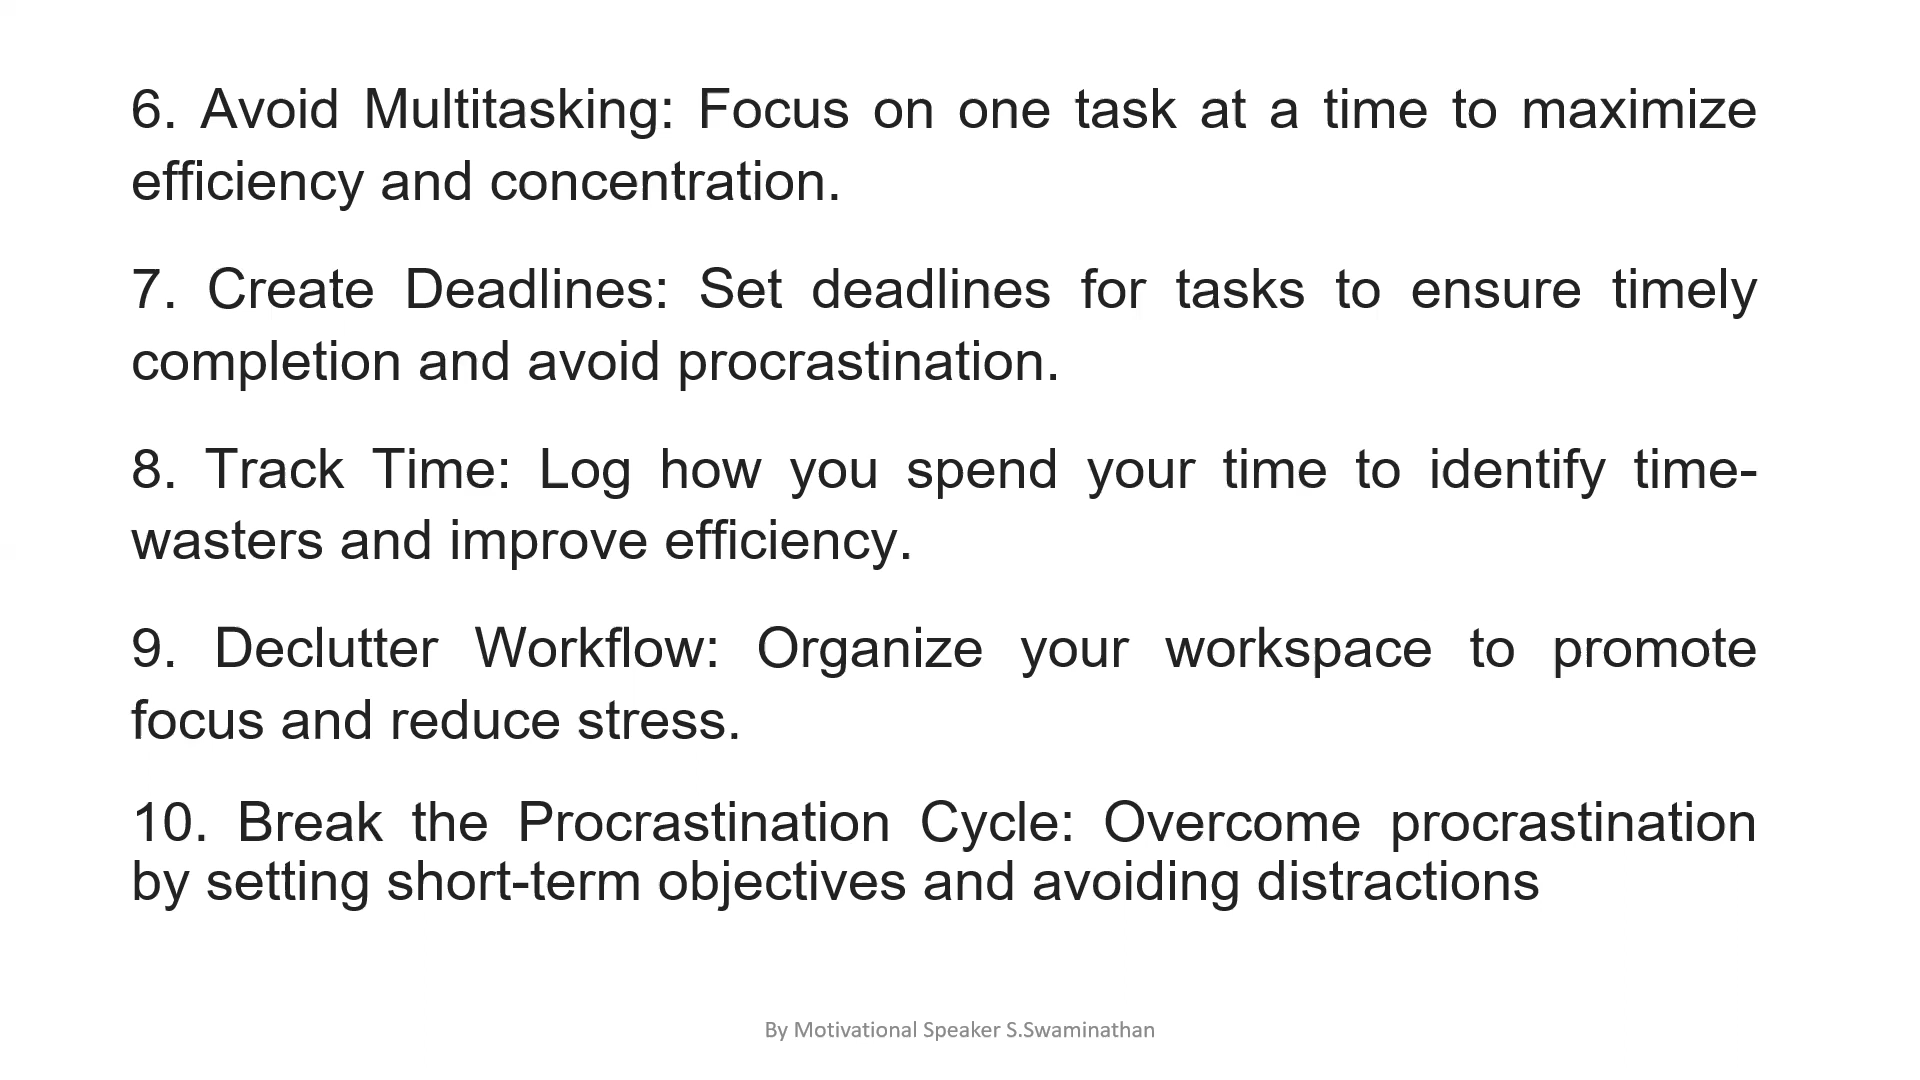 6. Avoid Multitasking: Focus on one task at a time to maximize
efficiency and concentration.
7. Create Deadlines: Set deadlines for tasks to ensure timely
completion and avoid procrastination.
8. Track Time: Log how you spend your time to identify time-
wasters and improve efficiency.
9. Declutter Workflow: Organize your workspace to promote
focus and reduce stress.
10. Break the Procrastination Cycle: Overcome procrastination
by setting short-term objectives and avoiding distractions
By Motivational Speaker S.Swaminathan